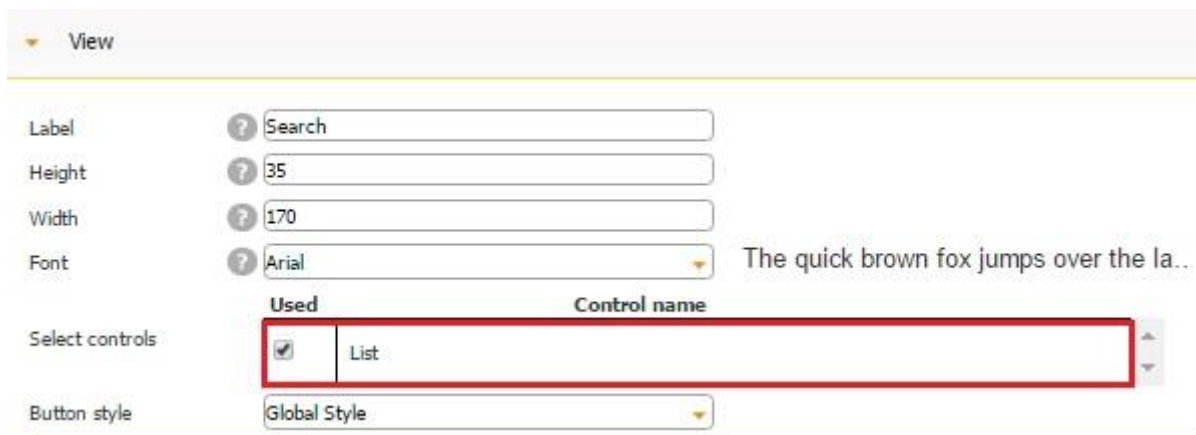 View
Label ? Search
Height ? 35
Width ? 170
Font ? Arial The quick brown fox jumps over the la...
Used Control name
Select controls List
Button style Global Style